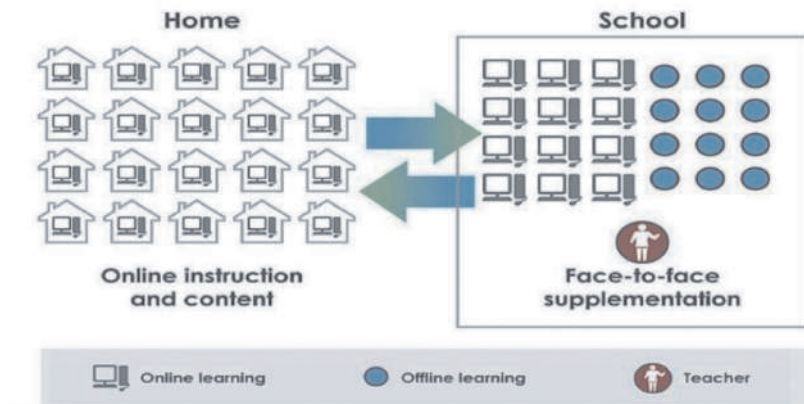 Home
School
Online instruction
and content
Face-to-face
supplementation
Online learning
Offline learning
Teacher